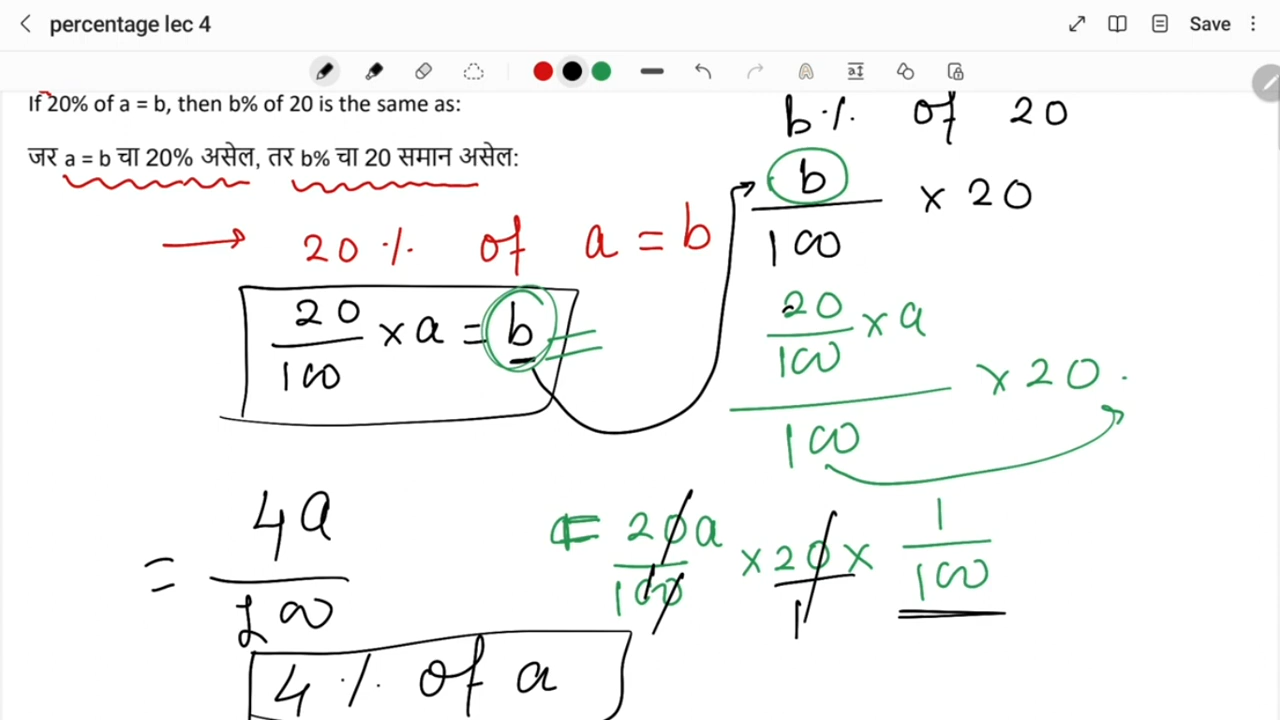 percentage lec 4
Save
If 20% of a = b, then b% of 20 is the same as:
जर a = b चा 20% असेल, तर b% चा 20 समान असेल:
→ 20% of a = b
20/100 × a = b =
b% of 20
b/100 × 20
20/100 × a / 100 × 20.
= 20a/100 × 20/1 × 1/100
= 4a/100
4% of a